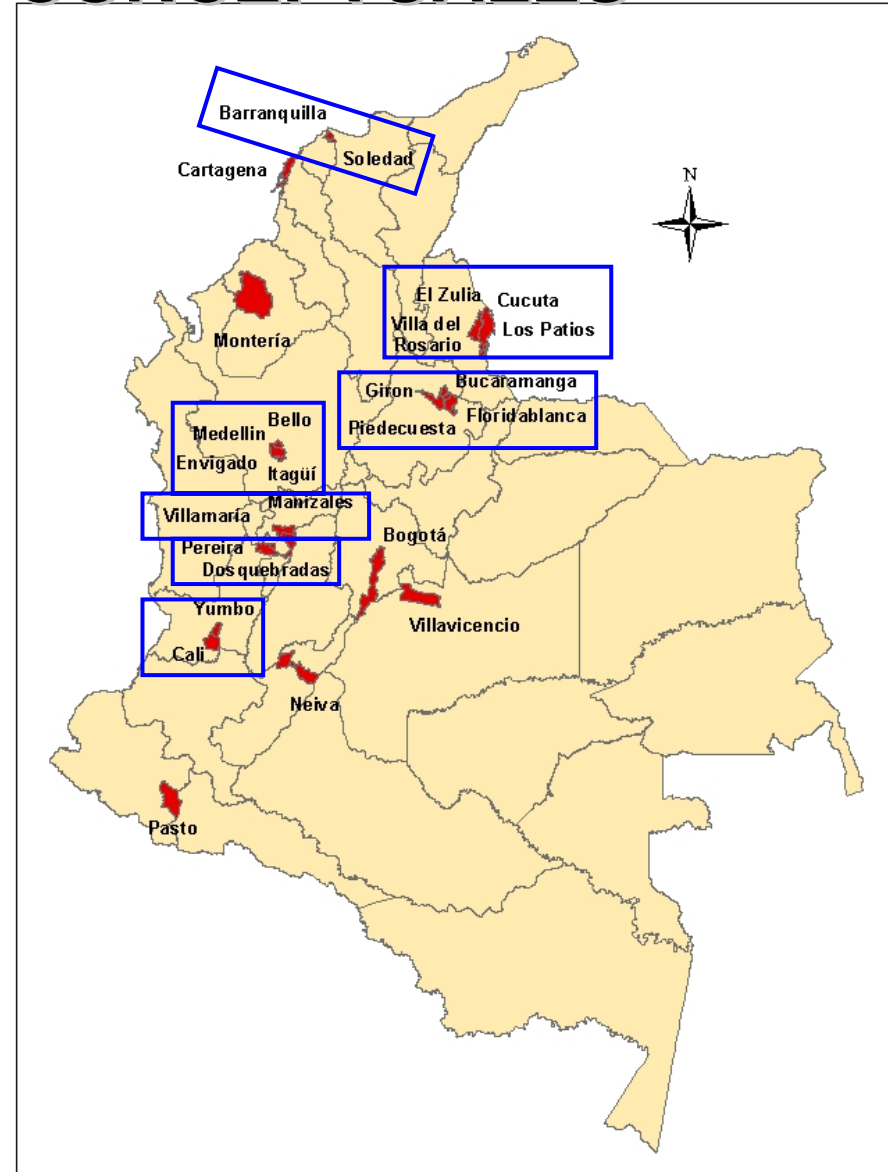 Barranquilla
Soledad
Cartagena
N
El Zulia
Cucuta
Villa del
Rosario
Los Patios
Montería
Giron
Bucaramanga
Floridablanca
Piedecuesta
Bello
Medellin
Envigado
Itagüí
Manizales
Villamaría
Pereira
Dosquebradas
Bogotá
Villavicencio
Yumbo
Cali
Neiva
Pasto